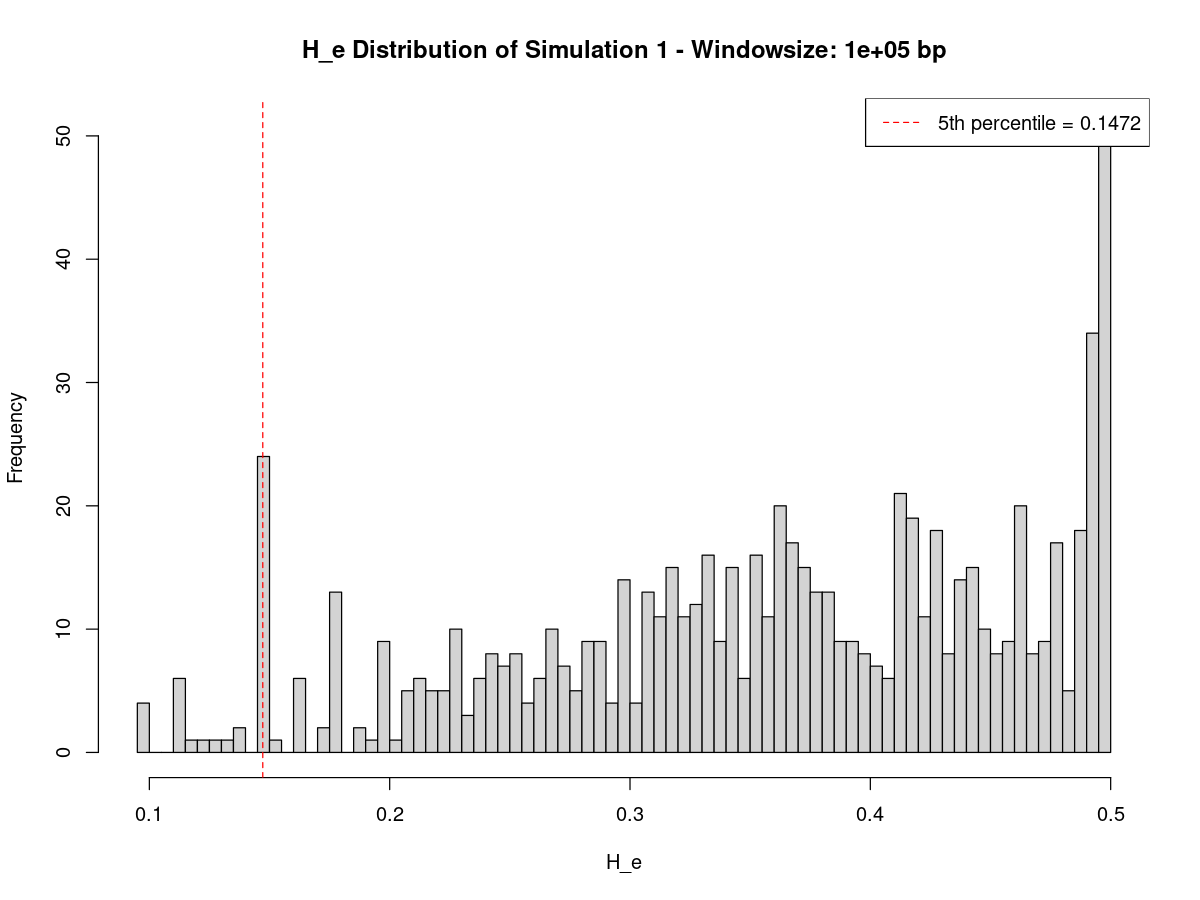 H_e Distribution of Simulation 1 - Windowsize: 1e+05 bp
5th percentile = 0.1472
Frequency
50
40
30
20
10
0
0.1 0.2 0.3 0.4 0.5
H_e